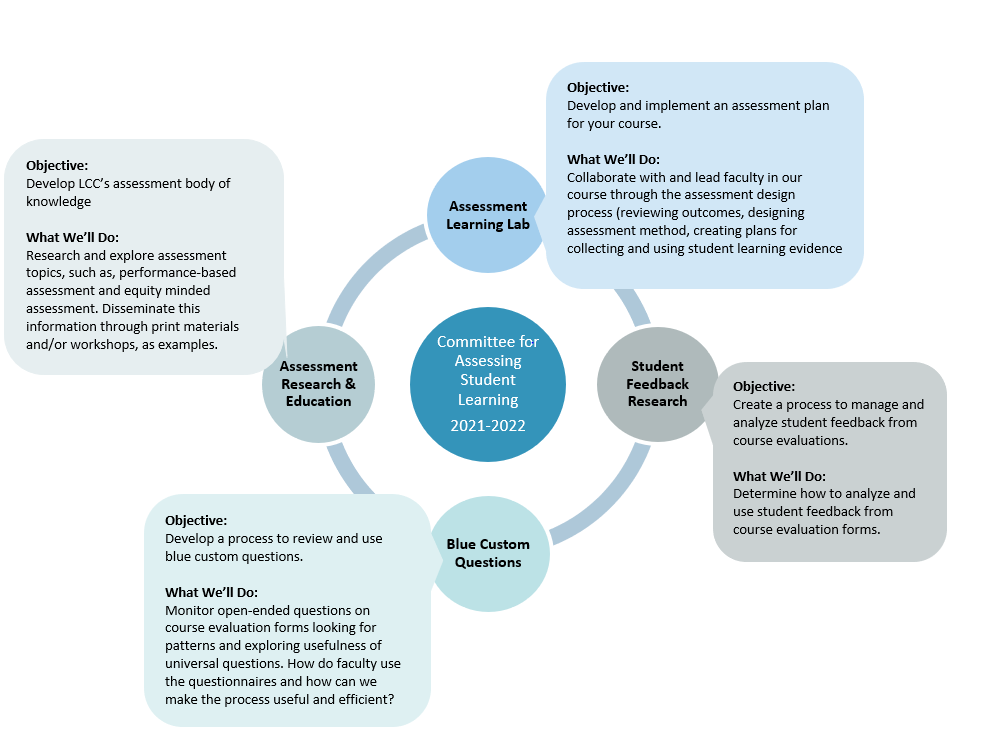 Objective:
Develop and implement an assessment plan
for your course.
What We'll Do:
Collaborate with and lead faculty in our
course through the assessment design
process (reviewing outcomes, designing
assessment method, creating plans for
collecting and using student learning evidence
Objective:
Develop LCC's assessment body of
knowledge
What We'll Do:
Research and explore assessment
topics, such as, performance-based
assessment and equity minded
assessment. Disseminate this
information through print materials
and/or workshops, as examples.
Assessment
Learning Lab
Committee for
Assessing
Student
Learning
2021-2022
Assessment
Research &
Education
Student
Feedback
Research
Objective:
Create a process to manage and
analyze student feedback from
course evaluations.
What We'll Do:
Determine how to analyze and
use student feedback from
course evaluation forms.
Objective:
Develop a process to review and use
blue custom questions.
What We'll Do:
Monitor open-ended questions on
course evaluation forms looking for
patterns and exploring usefulness of
universal questions. How do faculty use
the questionnaires and how can we
make the process useful and efficient?
Blue Custom
Questions